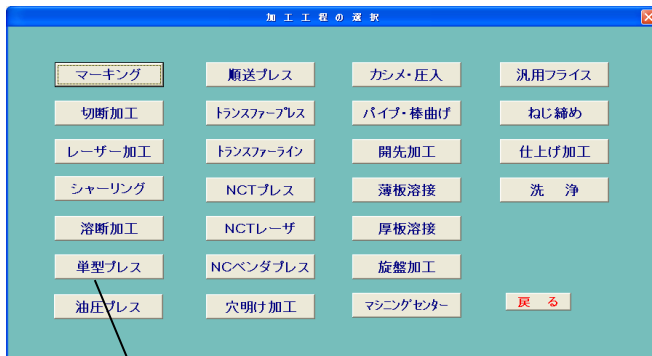 加工工程の選択
マーキング
順送プレス
カシメ・圧入
汎用フライス
切断加工
トランスファープレス
パイプ・棒曲げ
ねじ締め
レーザー加工
トランスファーライン
開先加工
仕上げ加工
シャーリング
NCTプレス
薄板溶接
洗 浄
溶断加工
NCTレーザ
厚板溶接
単型プレス
NCベンダプレス
旋盤加工
油圧プレス
穴明け加工
マシニングセンター
戻 る